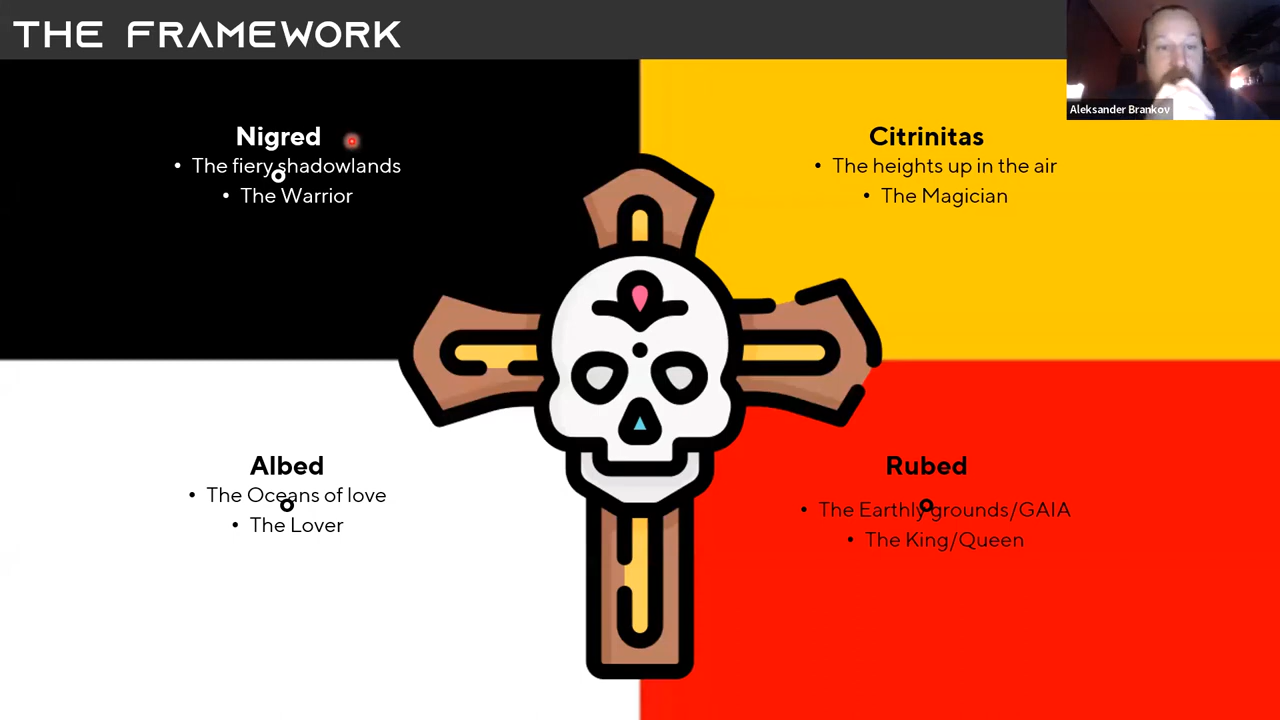 THE FRAMEWORK
Aleksander Brankov
Nigred
• The fiery shadowlands
• The Warrior
Citrinitas
• The heights up in the air
• The Magician
Albed
• The Oceans of love
• The Lover
Rubed
• The Earthly grounds/GAIA
• The King/Queen